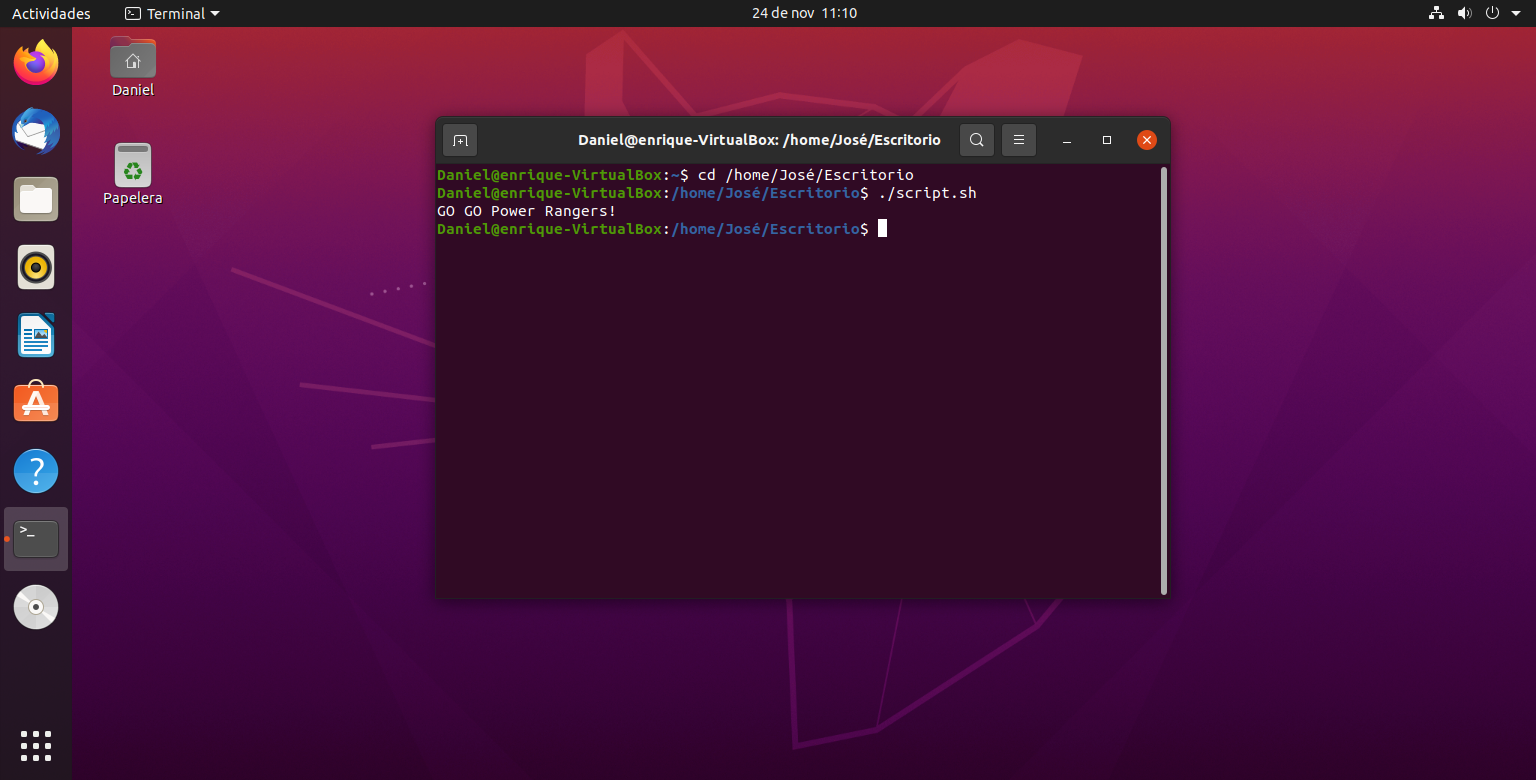 Actividades Terminal 24 de nov 11:10
Daniel
Papelera
Daniel@enrique-VirtualBox: /home/José/Escritorio
Daniel@enrique-VirtualBox:~$ cd /home/José/Escritorio
Daniel@enrique-VirtualBox:/home/José/Escritorio$ ./script.sh
GO GO Power Rangers!
Daniel@enrique-VirtualBox:/home/José/Escritorio$